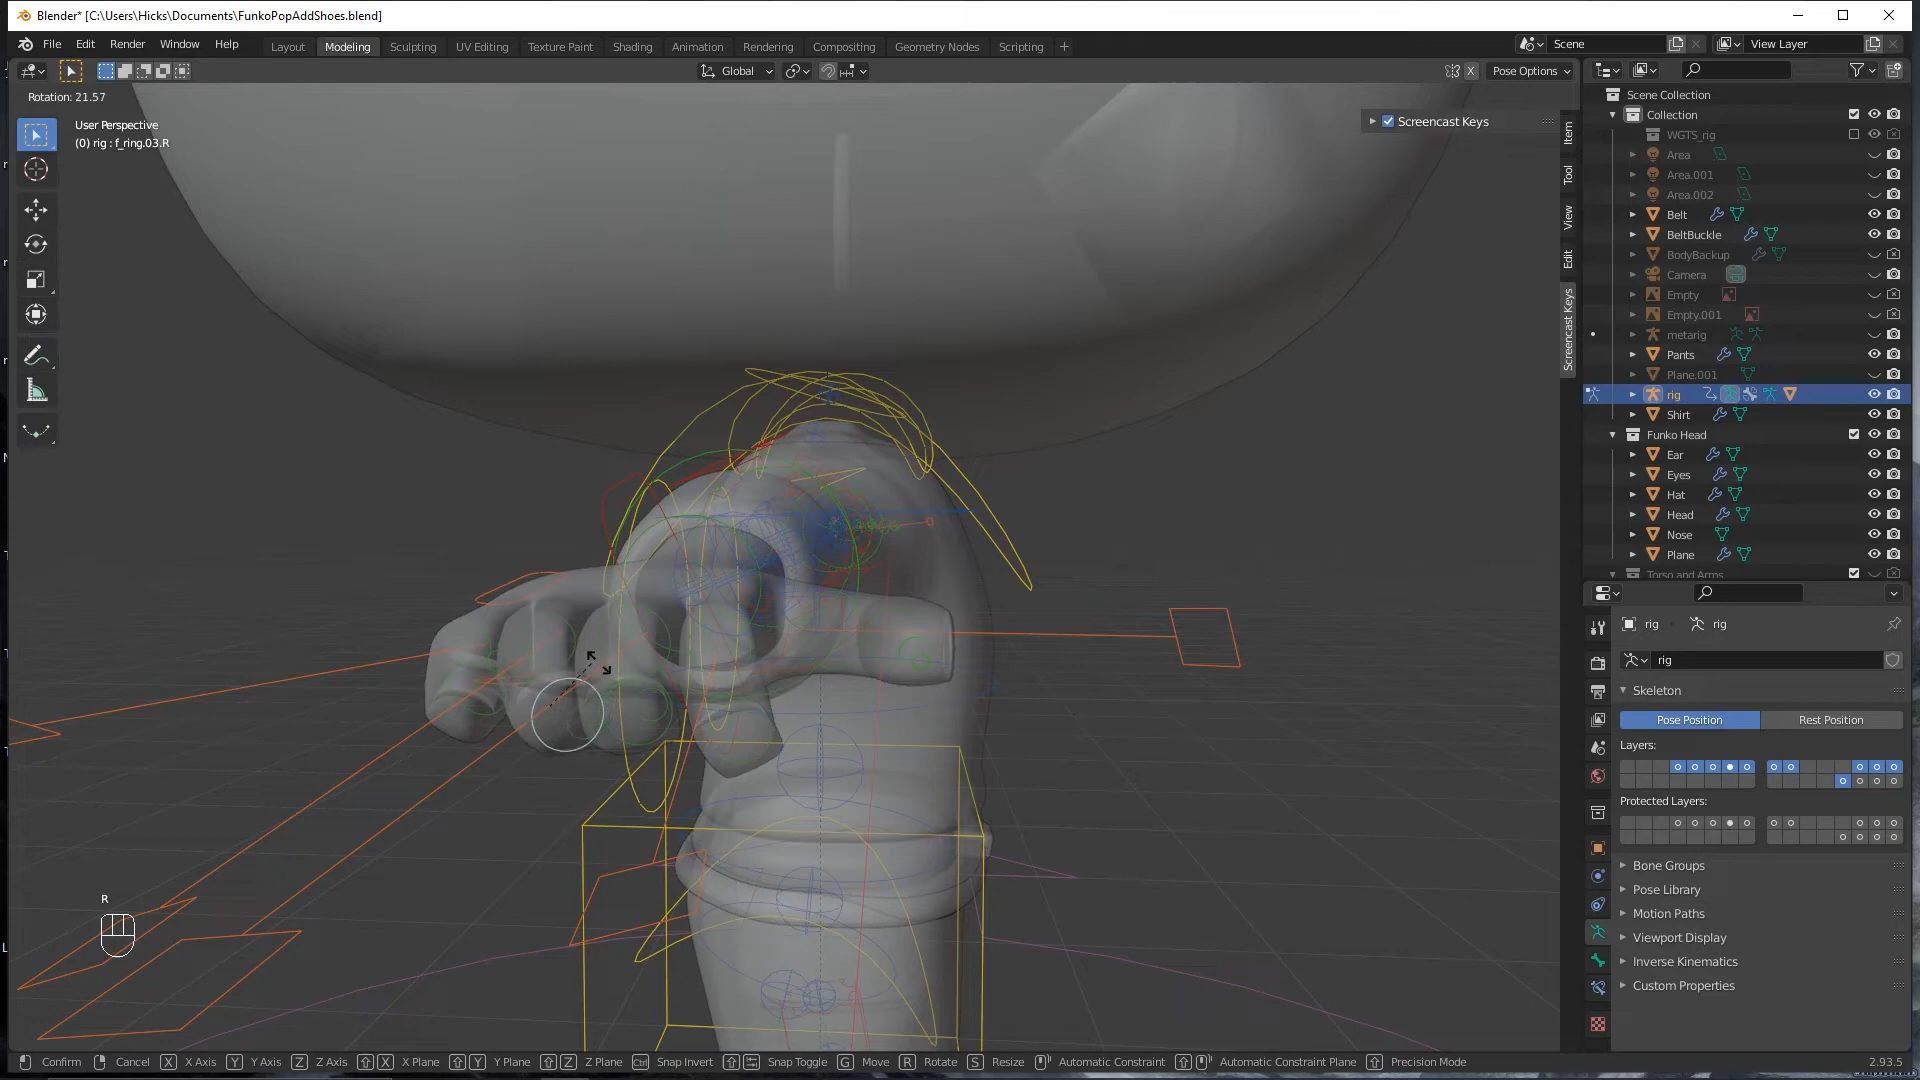 Blender* [C:\Users\Hicks\Documents\FunkoPopAddShoes.blend]
File Edit Render Window Help Layout Modeling Sculpting UV Editing Texture Paint Shading Animation Rendering Compositing Geometry Nodes Scripting + Scene View Layer
Global X Pose Options
Rotation: 21.57
User Perspective
(0) rig : f_ring.03.R
Screencast Keys
Item
Tool
View
Edit
Screencast Keys
Scene Collection
Collection
WGTS_rig
Area
Area.001
Area.002
Belt
BeltBuckle
BodyBackup
Camera
Empty
Empty.001
metarig
Pants
Plane.001
rig
Shirt
Funko Head
Ear
Eyes
Hat
Head
Nose
Plane
Torso and Arms
rig rig
rig
Skeleton
Pose Position Rest Position
Layers:
Protected Layers:
Bone Groups
Pose Library
Motion Paths
Viewport Display
Inverse Kinematics
Custom Properties
R
Confirm Cancel X X Axis Y Y Axis Z Z Axis X X Plane Y Y Plane Z Z Plane Ctrl Snap Invert Snap Toggle G Move R Rotate S Resize Automatic Constraint Automatic Constraint Plane Precision Mode 2.93.5